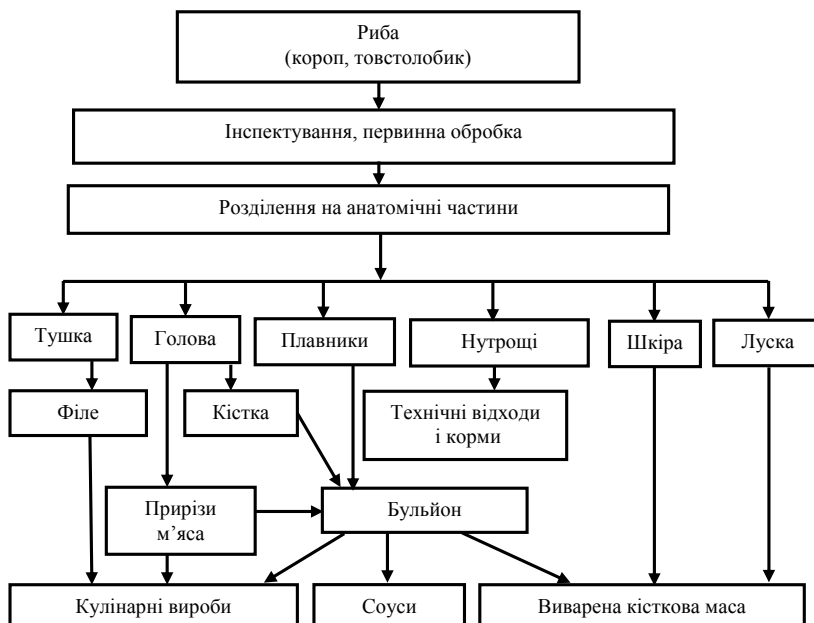 Риба
(короп, товстолобик)
Інспектування, первинна обробка
Розділення на анатомічні частини
Тушка
Голова
Плавники
Нутрощі
Шкіра
Луска
Філе
Кістка
Технічні відходи
і корми
Прирізи
м’яса
Бульйон
Кулінарні вироби
Соуси
Виварена кісткова маса